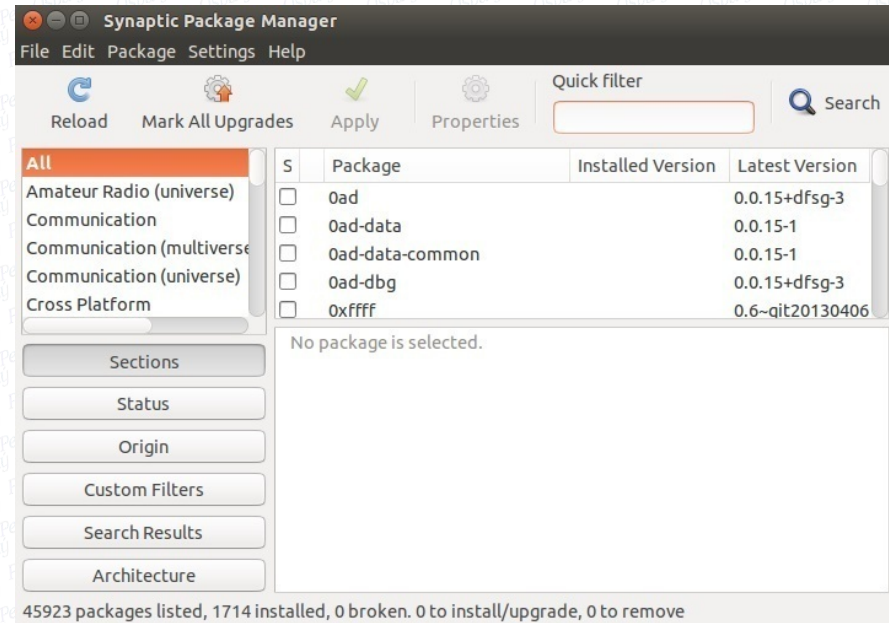 Synaptic Package Manager
File Edit Package Settings Help
Reload Mark All Upgrades Apply Properties Quick filter Search
All
Amateur Radio (universe)
Communication
Communication (multiverse
Communication (universe)
Cross Platform
S Package Installed Version Latest Version
0ad 0.0.15+dfsg-3
0ad-data 0.0.15-1
0ad-data-common 0.0.15-1
0ad-dbg 0.0.15+dfsg-3
0xffff 0.6~git20130406
No package is selected.
Sections
Status
Origin
Custom Filters
Search Results
Architecture
45923 packages listed, 1714 installed, 0 broken. 0 to install/upgrade, 0 to remove